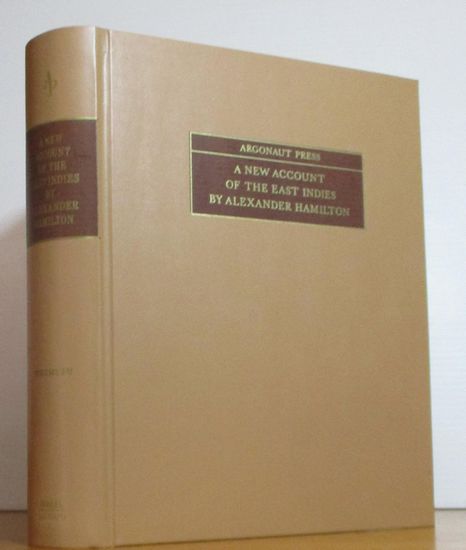 A NEW
ACCOUNT
OF THE
EAST INDIES
BY
ALEXANDER
HAMILTON
ARGONAUT PRESS
A NEW ACCOUNT
OF THE EAST INDIES
BY ALEXANDER HAMILTON